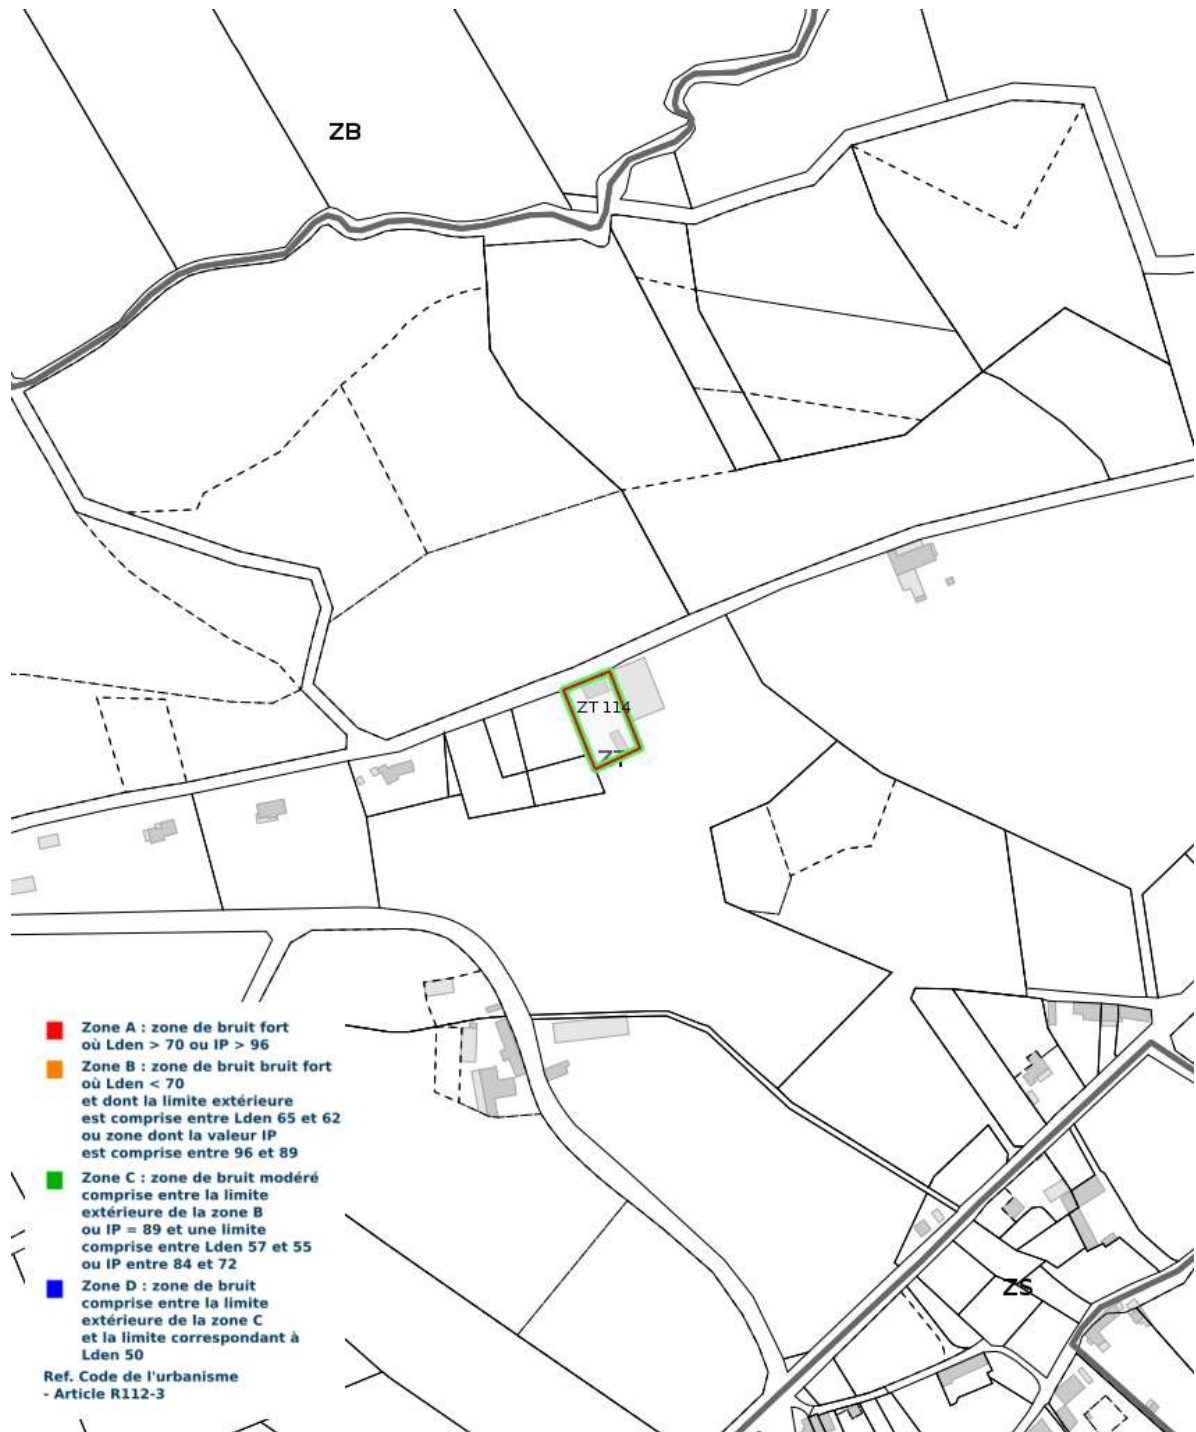 ZB
ZT 114
ZT
Zone A : zone de bruit fort
où Lden > 70 ou IP > 96
Zone B : zone de bruit bruit fort
où Lden < 70
et dont la limite extérieure
est comprise entre Lden 65 et 62
ou zone dont la valeur IP
est comprise entre 96 et 89
Zone C : zone de bruit modéré
comprise entre la limite
extérieure de la zone B
ou IP = 89 et une limite
comprise entre Lden 57 et 55
ou IP entre 84 et 72
ZS
Zone D : zone de bruit
comprise entre la limite
extérieure de la zone C
et la limite correspondant à
Lden 50
Ref. Code de l'urbanisme
- Article R112-3